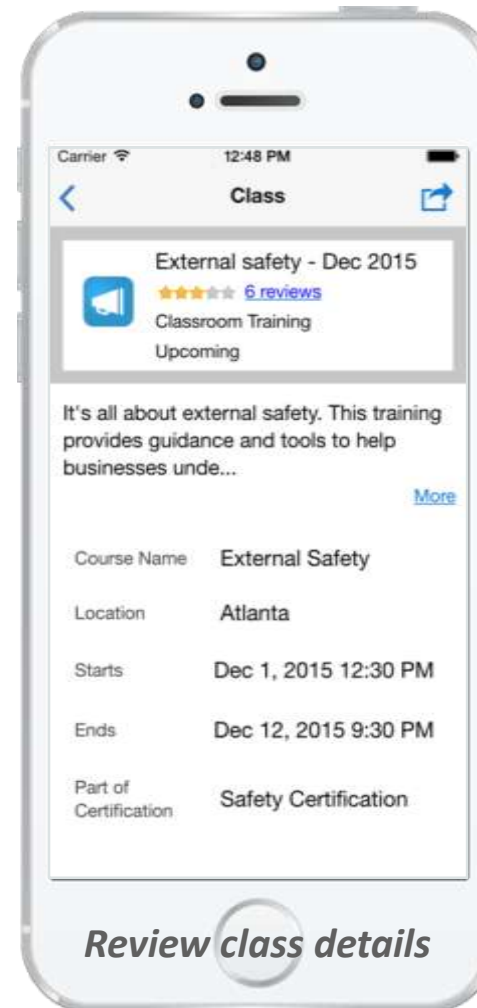 Carrier 12:48 PM
Class
External safety - Dec 2015
6 reviews
Classroom Training
Upcoming
It's all about external safety. This training
provides guidance and tools to help
businesses unde...
More
Course Name External Safety
Location Atlanta
Starts Dec 1, 2015 12:30 PM
Ends Dec 12, 2015 9:30 PM
Part of
Certification Safety Certification
Review class details